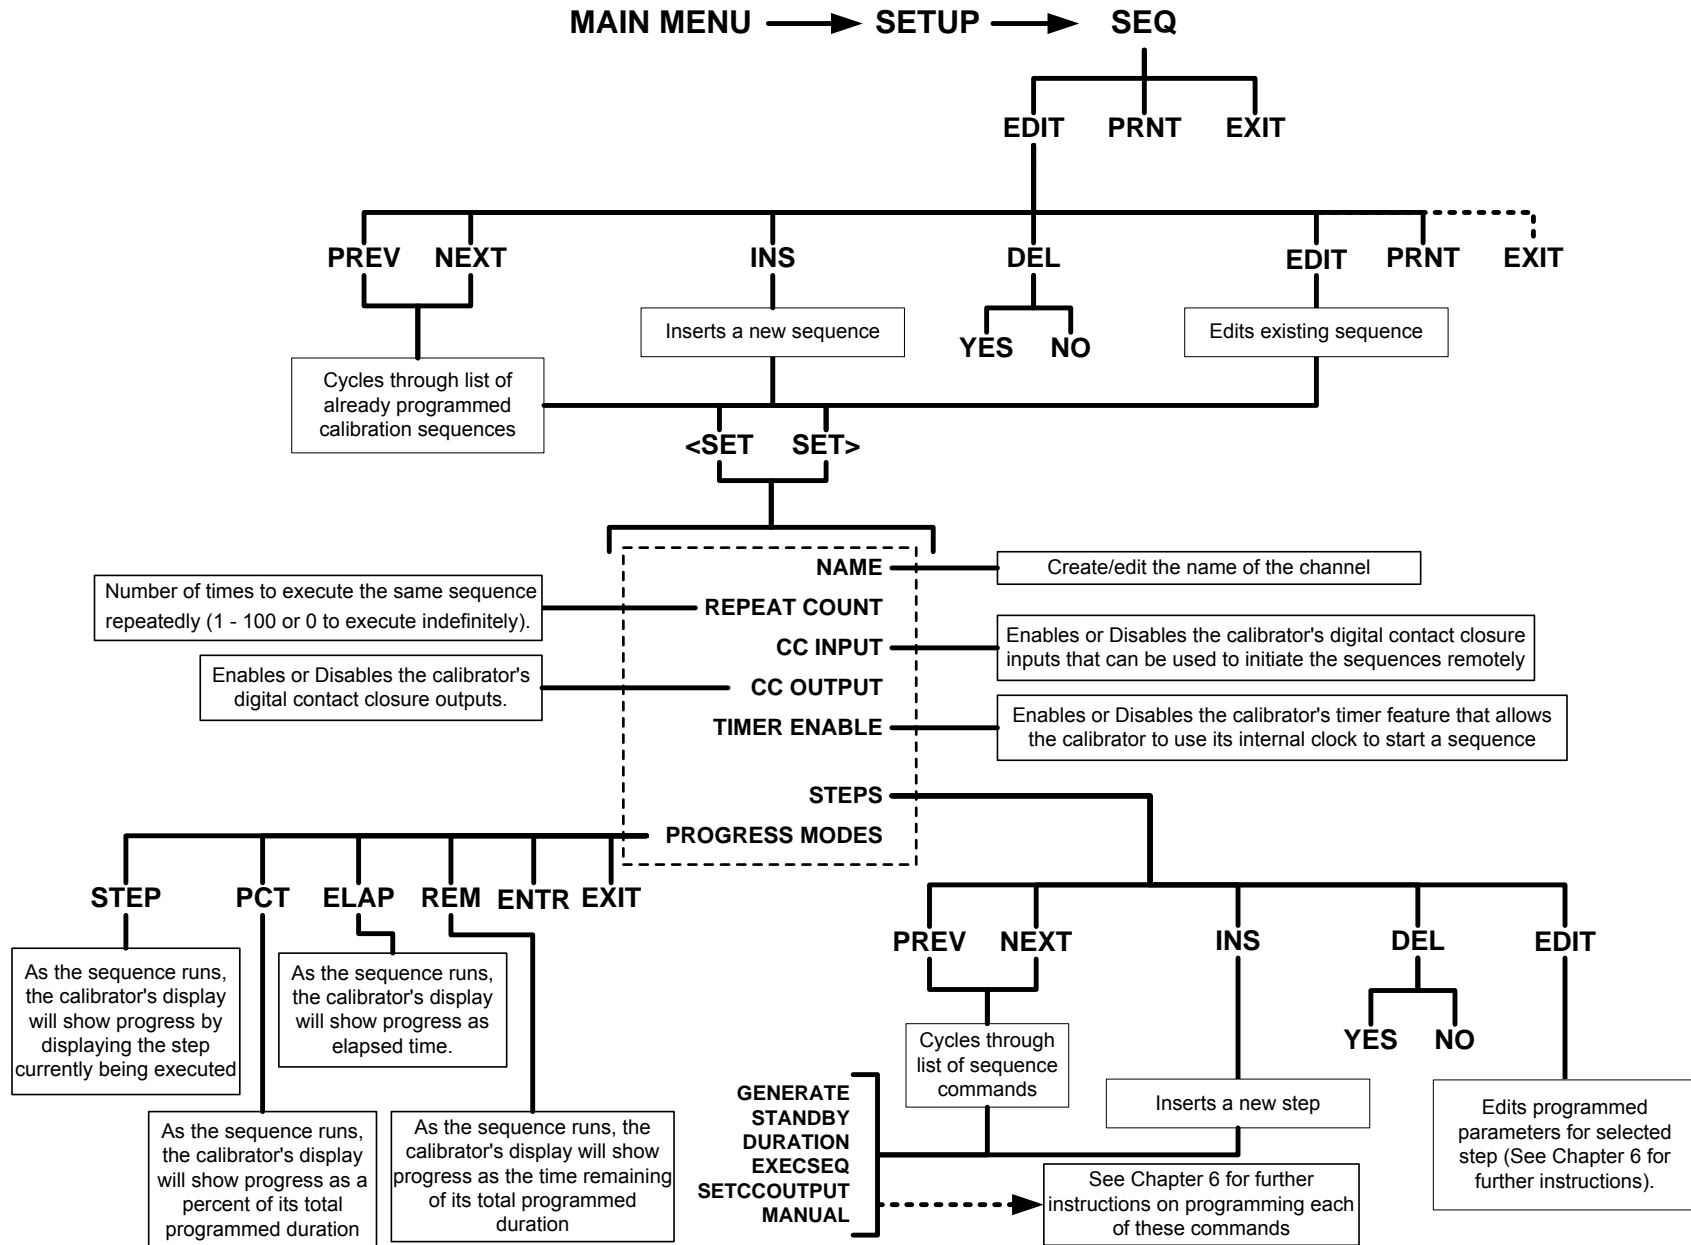 MAIN MENU SETUP SEQ
EDIT PRNT EXIT
PREV NEXT INS DEL EDIT PRNT EXIT
Inserts a new sequence
YES NO
Edits existing sequence
Cycles through list of
already programmed
calibration sequences
<SET SET>
NAME
Create/edit the name of the channel
Number of times to execute the same sequence
repeatedly (1 - 100 or 0 to execute indefinitely).
REPEAT COUNT
CC INPUT
Enables or Disables the calibrator's digital contact closure
inputs that can be used to initiate the sequences remotely
Enables or Disables the calibrator's
digital contact closure outputs.
CC OUTPUT
TIMER ENABLE
Enables or Disables the calibrator's timer feature that allows
the calibrator to use its internal clock to start a sequence
STEPS
PROGRESS MODES
STEP PCT ELAP REM ENTR EXIT
As the sequence runs,
the calibrator's display
will show progress by
displaying the step
currently being executed
As the sequence runs,
the calibrator's display
will show progress as a
percent of its total
programmed duration
As the sequence runs,
the calibrator's display
will show progress as
elapsed time.
As the sequence runs, the
calibrator's display will show
progress as the time remaining
of its total programmed
duration
PREV NEXT INS DEL EDIT
YES NO
Cycles through
list of sequence
commands
Inserts a new step
Edits programmed
parameters for selected
step (See Chapter 6 for
further instructions).
GENERATE
STANDBY
DURATION
EXECSEQ
SETCCOUTPUT
MANUAL
See Chapter 6 for further
instructions on programming each
of these commands